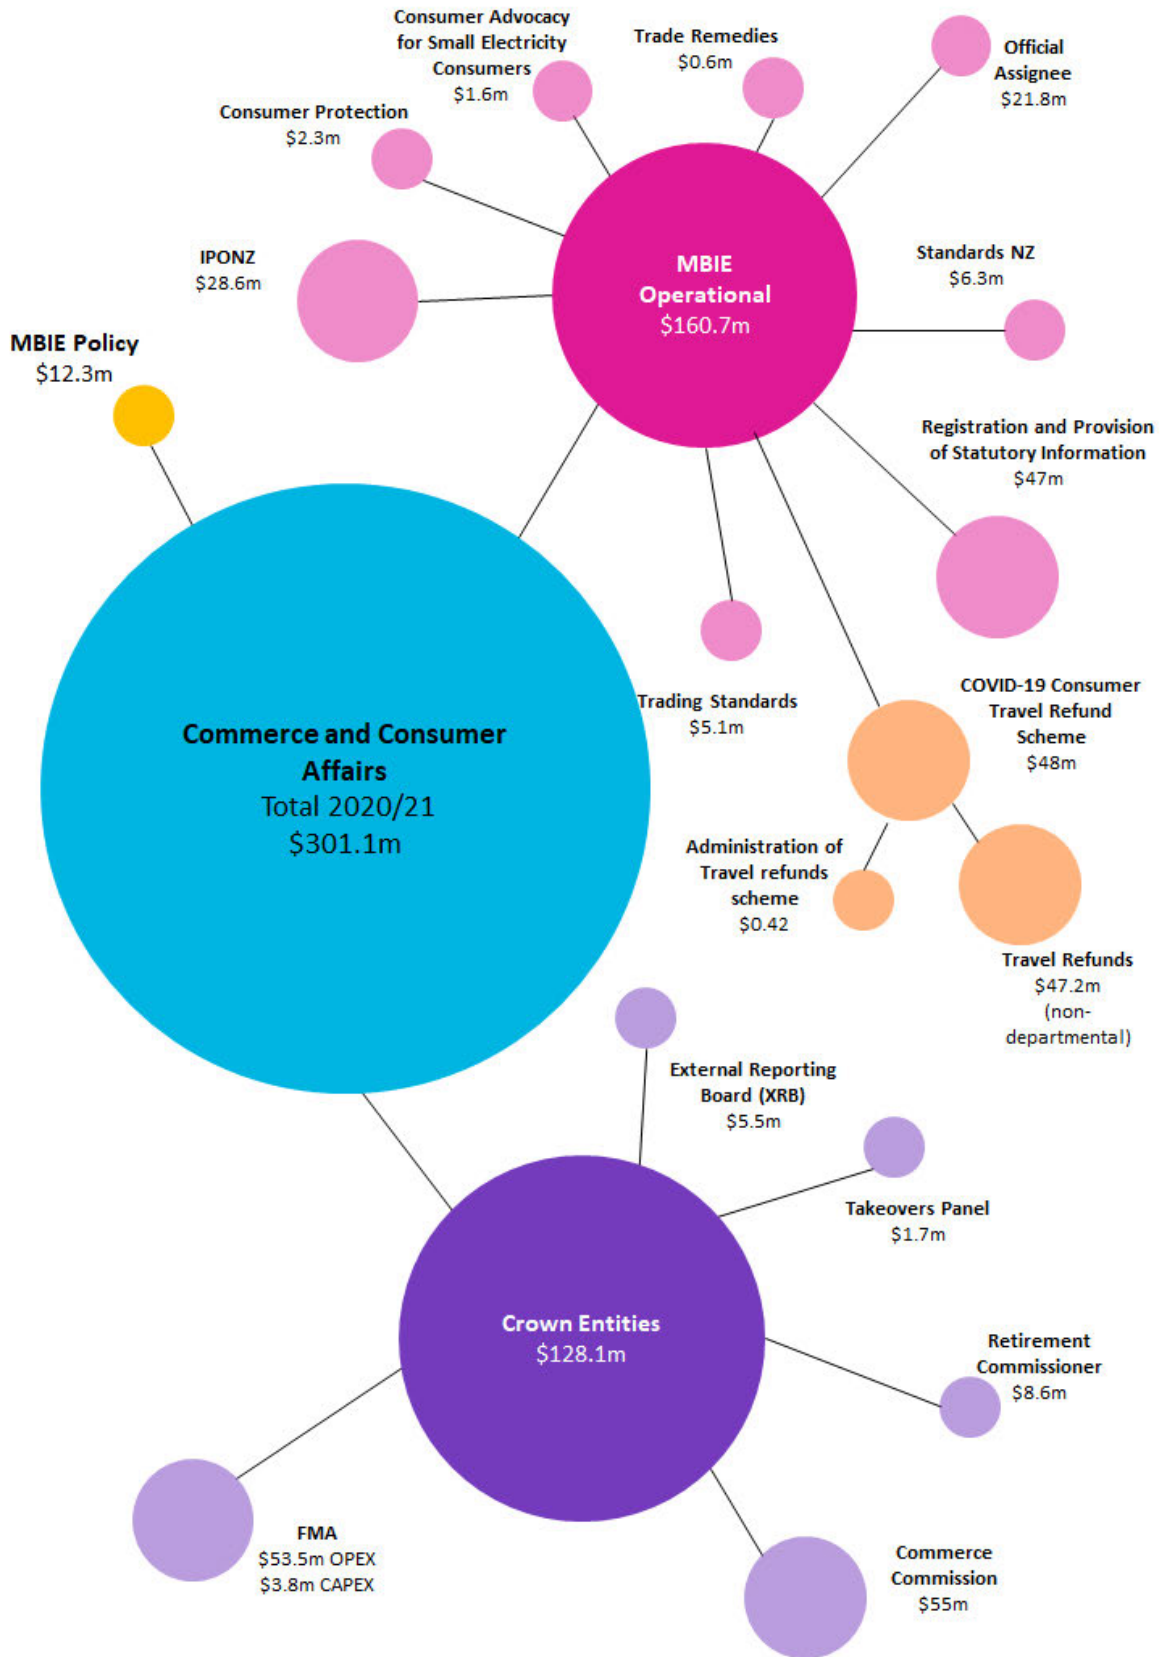 Consumer Advocacy
for Small Electricity
Consumers
$1.6m
Trade Remedies
$0.6m
Official
Assignee
$21.8m
Consumer Protection
$2.3m
IPONZ
$28.6m
MBIE
Operational
$160.7m
Standards NZ
$6.3m
MBIE Policy
$12.3m
Registration and Provision
of Statutory Information
$47m
Trading Standards
$5.1m
COVID-19 Consumer
Travel Refund
Scheme
$48m
Commerce and Consumer
Affairs
Total 2020/21
$301.1m
Administration of
Travel refunds
scheme
$0.42
Travel Refunds
$47.2m
(non-
departmental)
External Reporting
Board (XRB)
$5.5m
Takeovers Panel
$1.7m
Crown Entities
$128.1m
Retirement
Commissioner
$8.6m
FMA
$53.5m OPEX
$3.8m CAPEX
Commerce
Commission
$55m